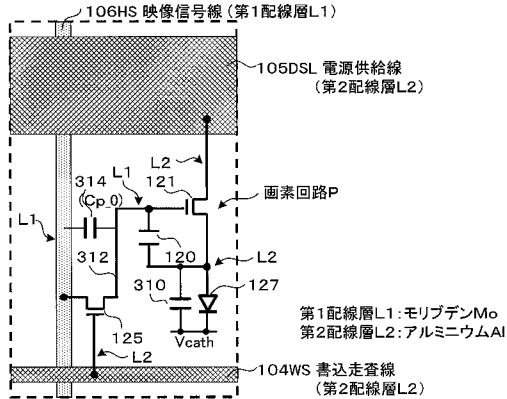 106HS 映像信号線(第1配線層L1)
105DSL 電源供給線
(第2配線層L2)
L2
314
(Cp_0)
L1
121
画素回路P
L1
312
120
L2
310
127
第1配線層L1:モリブデンMo
第2配線層L2:アルミニウムAl
125
Vcath
L2
104WS 書込走査線
(第2配線層L2)